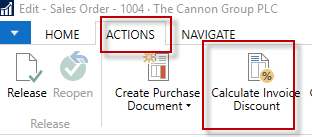 Edit - Sales Order - 1004 · The Cannon Group PLC
HOME ACTIONS NAVIGATE
Release Reopen Create Purchase Document Calculate Invoice Discount
Release